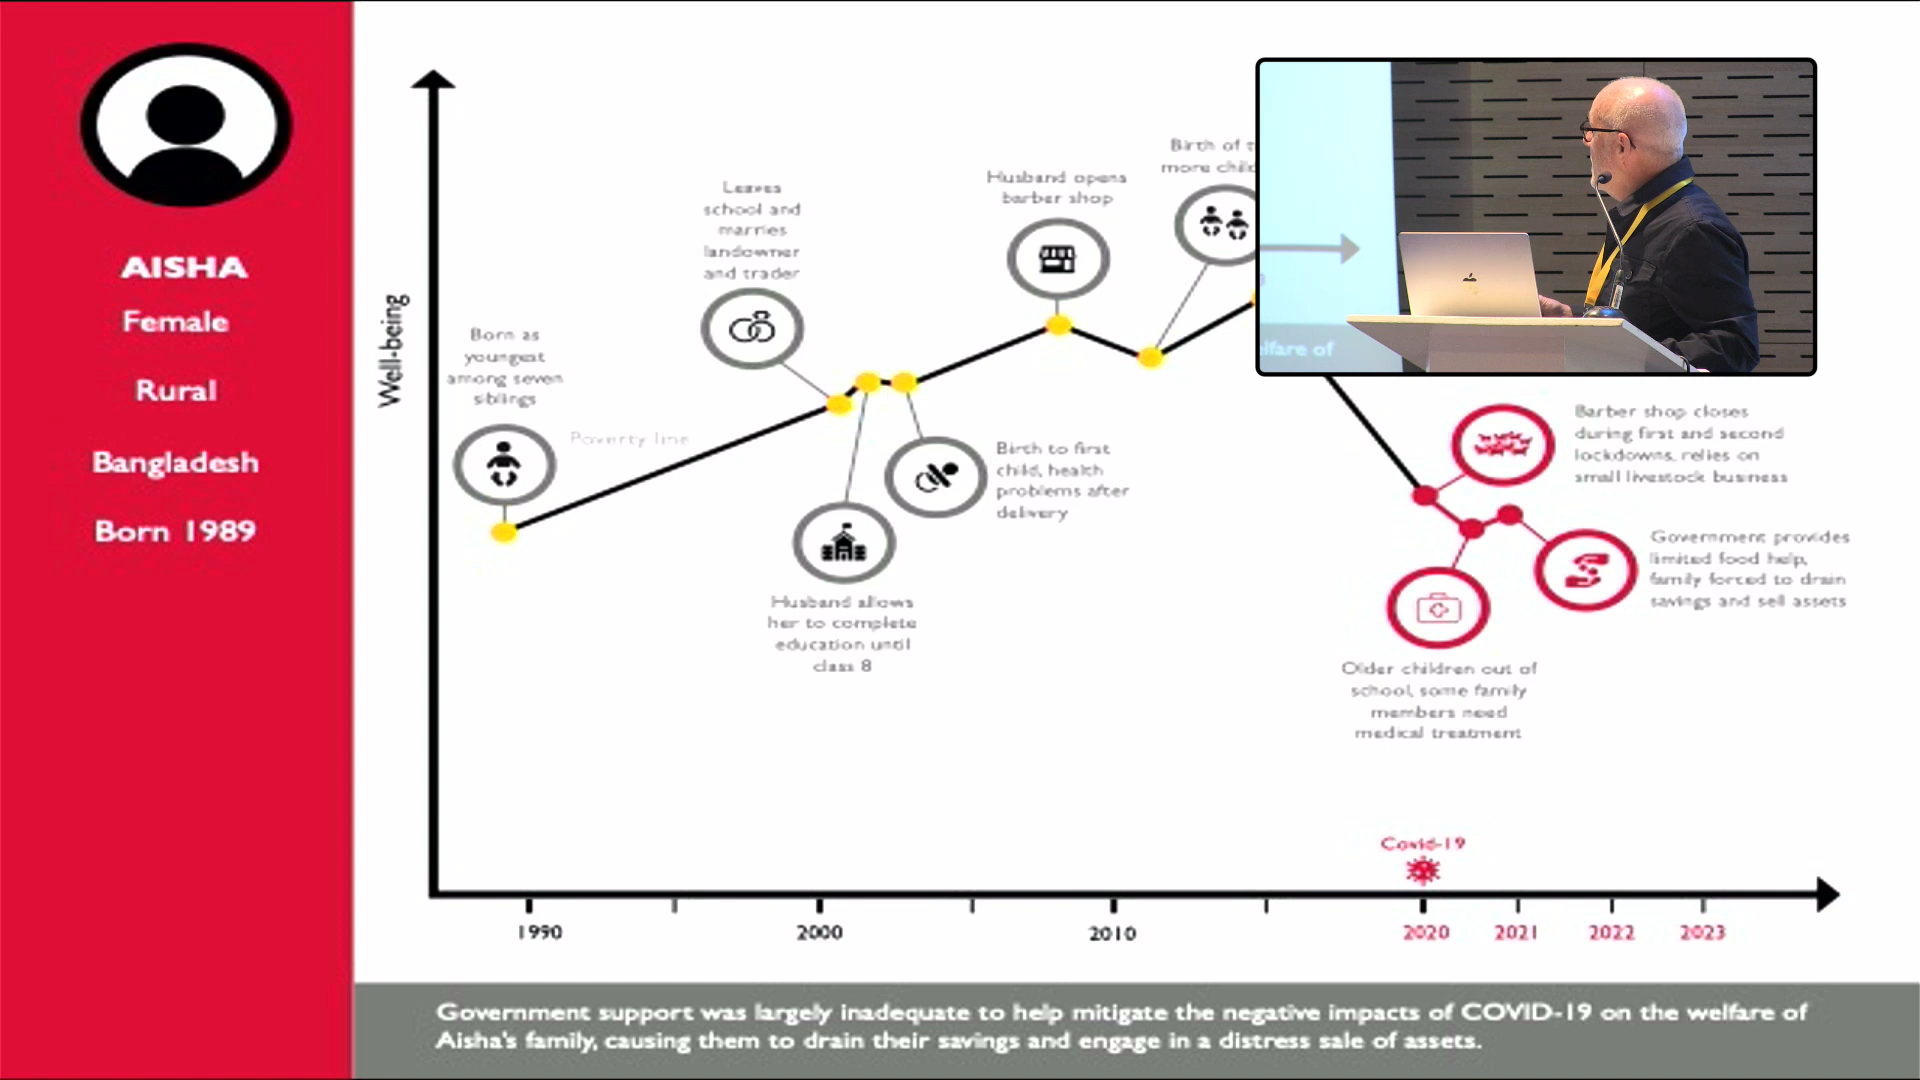 AISHA
Female
Rural
Bangladesh
Born 1989
Well-being
Born as
youngest
among seven
siblings
Poverty line
Leaves
school and
marries
landowner
and trader
Husband allows
her to complete
education until
class 8
Birth to first
child, health
problems after
delivery
Husband opens
barber shop
Birth of
more
elfare of
Barber shop closes
during first and second
lockdowns, relies on
small livestock business
Government provides
limited food help,
family forced to drain
savings and sell assets
Older children out of
school, some family
members need
medical treatment
Covid-19
1990
2000
2010
2020
2021
2022
2023
Government support was largely inadequate to help mitigate the negative impacts of COVID-19 on the welfare of
Aisha's family, causing them to drain their savings and engage in a distress sale of assets.